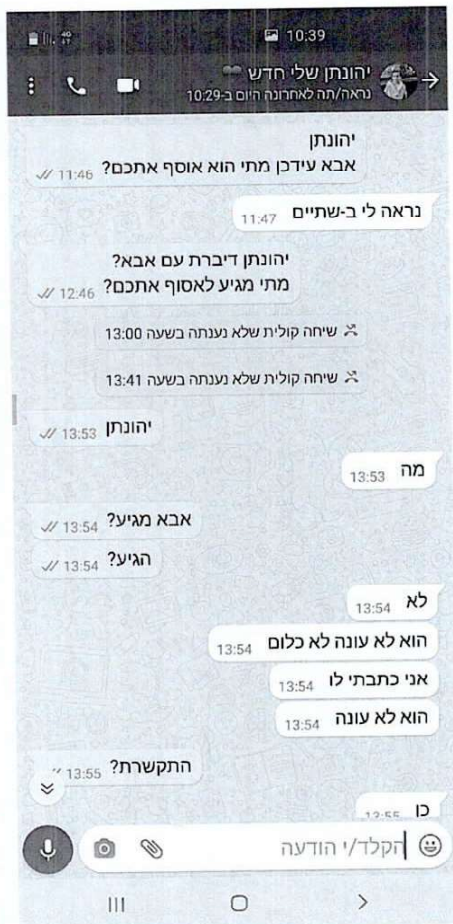 10:39
4G
יהונתן שלי חדש
נראה/תה לאחרונה היום ב-10:29
יהונתן
אבא עידכן מתי הוא אוסף אתכם? 11:46
נראה לי ב-שתיים 11:47
יהונתן דיברת עם אבא?
מתי מגיע לאסוף אתכם? 12:46
שיחה קולית שלא נענתה בשעה 13:00
שיחה קולית שלא נענתה בשעה 13:41
יהונתן 13:53
מה 13:53
אבא מגיע? 13:54
הגיע? 13:54
לא 13:54
הוא לא עונה לא כלום 13:54
אני כתבתי לו 13:54
הוא לא עונה 13:54
התקשרת? 13:55
כן 13:55
הקלד/י הודעה